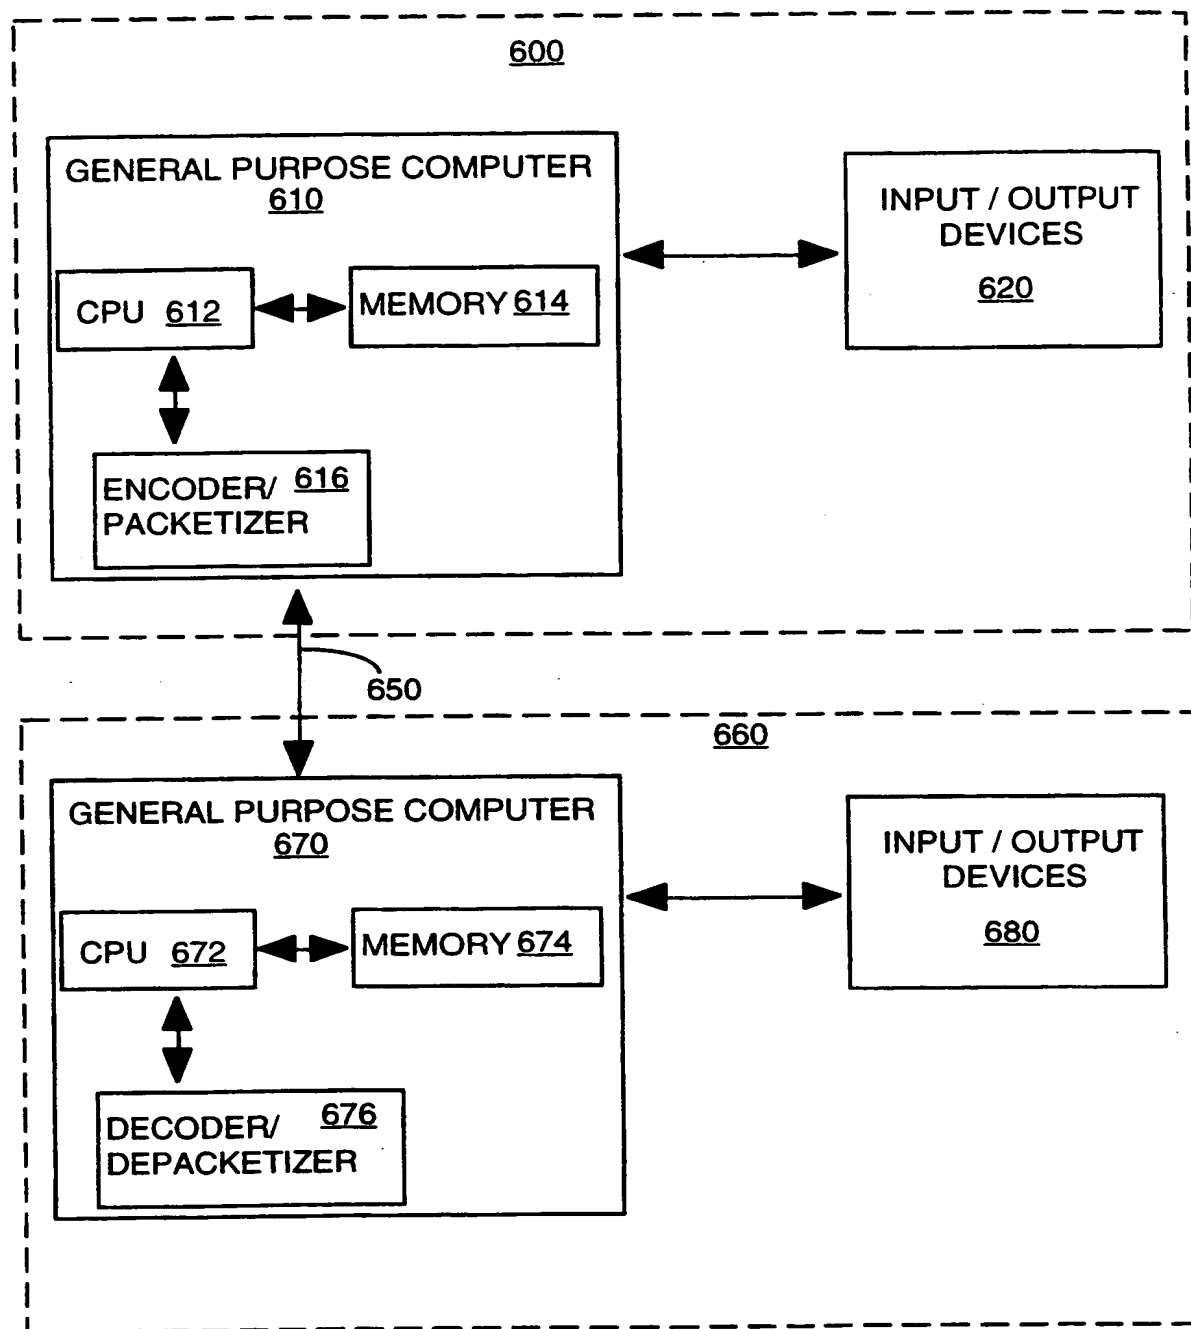 600
GENERAL PURPOSE COMPUTER
610
INPUT / OUTPUT
DEVICES
620
CPU 612
MEMORY 614
ENCODER/ 616
PACKETIZER
650
660
GENERAL PURPOSE COMPUTER
670
INPUT / OUTPUT
DEVICES
680
CPU 672
MEMORY 674
DECODER/ 676
DEPACKETIZER